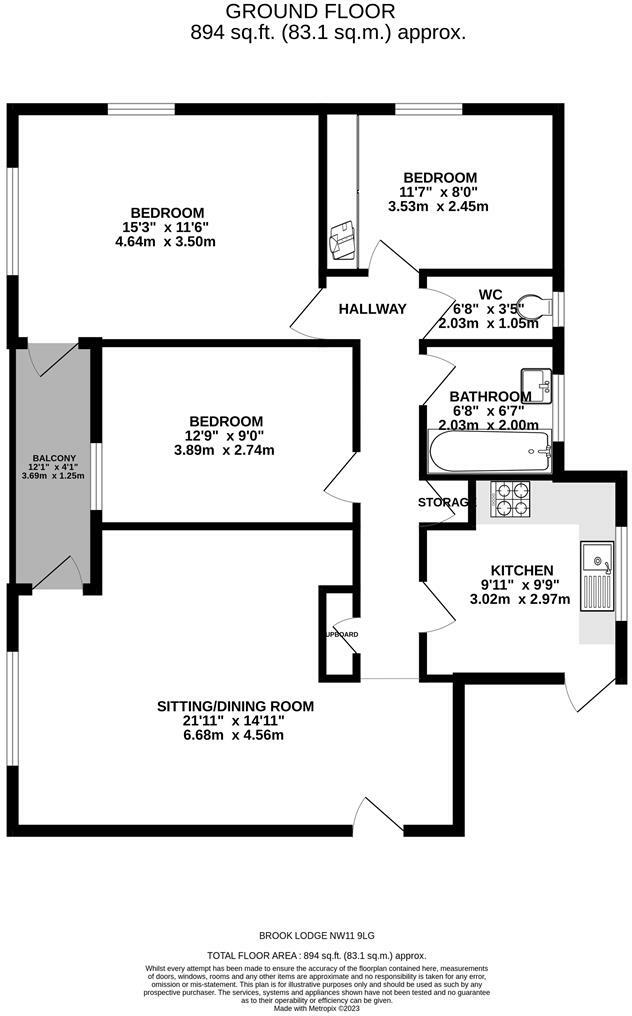 GROUND FLOOR
894 sq.ft. (83.1 sq.m.) approx.
BEDROOM
11'7" x 8'0"
3.53m x 2.45m
BEDROOM
15'3" x 11'6"
4.64m x 3.50m
WC
6'8" x 3'5"
2.03m x 1.05m
HALLWAY
BATHROOM
6'8" x 6'7"
2.03m x 2.00m
BEDROOM
12'9" x 9'0"
3.89m x 2.74m
BALCONY
12'1" x 4'1"
3.69m x 1.25m
STORAGE
KITCHEN
9'11" x 9'9"
3.02m x 2.97m
UPBOARD
SITTING/DINING ROOM
21'11" x 14'11"
6.68m x 4.56m
BROOK LODGE NW11 9LG
TOTAL FLOOR AREA : 894 sq.ft. (83.1 sq.m.) approx.
Whilst every attempt has been made to ensure the accuracy of the floorplan contained here, measurements
of doors, windows, rooms and any other items are approximate and no responsibility is taken for any error,
omission or mis-statement. This plan is for illustrative purposes only and should be used as such by any
prospective purchaser. The services, systems and appliances shown have not been tested and no guarantee
as to their operability or efficiency can be given.
Made with Metropix ©2023